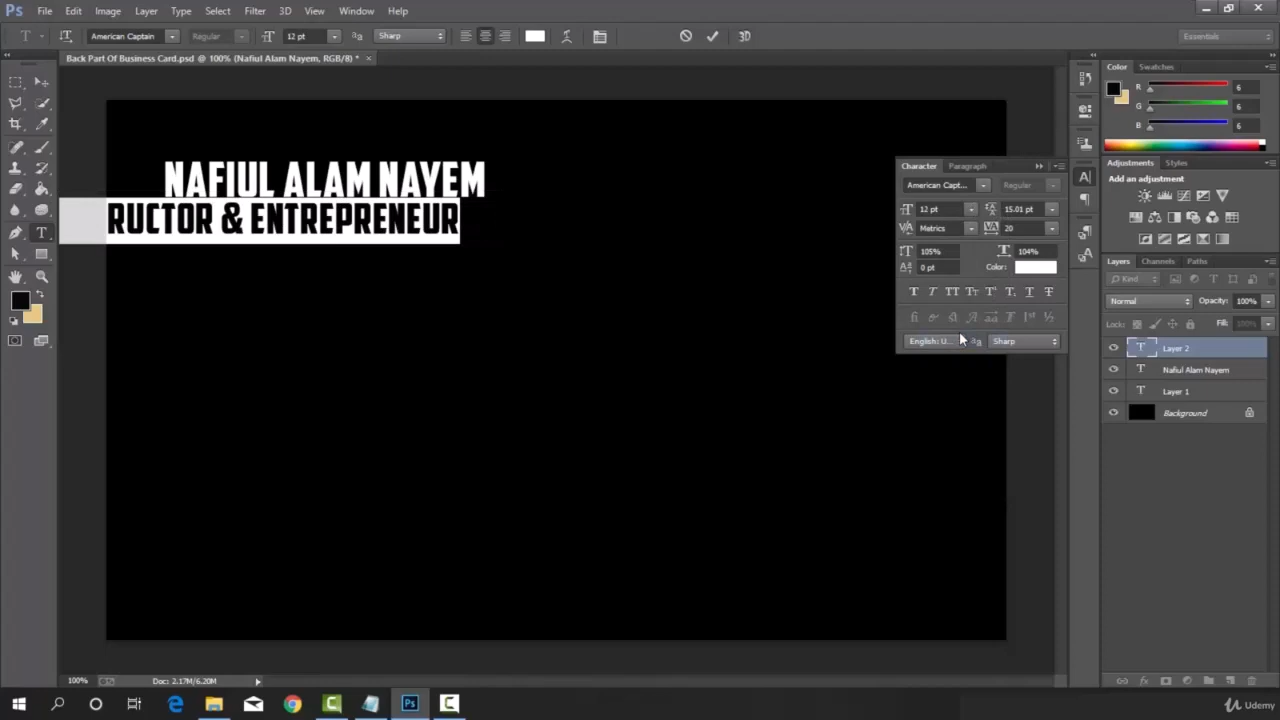 Ps File Edit Image Layer Type Select Filter 3D View Window Help
T American Captain Regular 12 pt Sharp 3D Essentials
Back Part Of Business Card.psd @ 100% (Nafiul Alam Nayem, RGB/8) *
Color Swatches
R 6
G 6
B 6
NAFIUL ALAM NAYEM
RUCTOR & ENTREPRENEUR
Character Paragraph
American Capt... Regular
12 pt 15.01 pt
Metrics 20
105% 104%
0 pt Color:
English: U... Sharp
Adjustments Styles
Add an adjustment
Layers Channels Paths
Kind
Normal Opacity: 100%
Lock: Fill: 100%
Layer 2
Nafiul Alam Nayem
Layer 1
Background
100% Doc: 2.17M/6.20M
Udemy